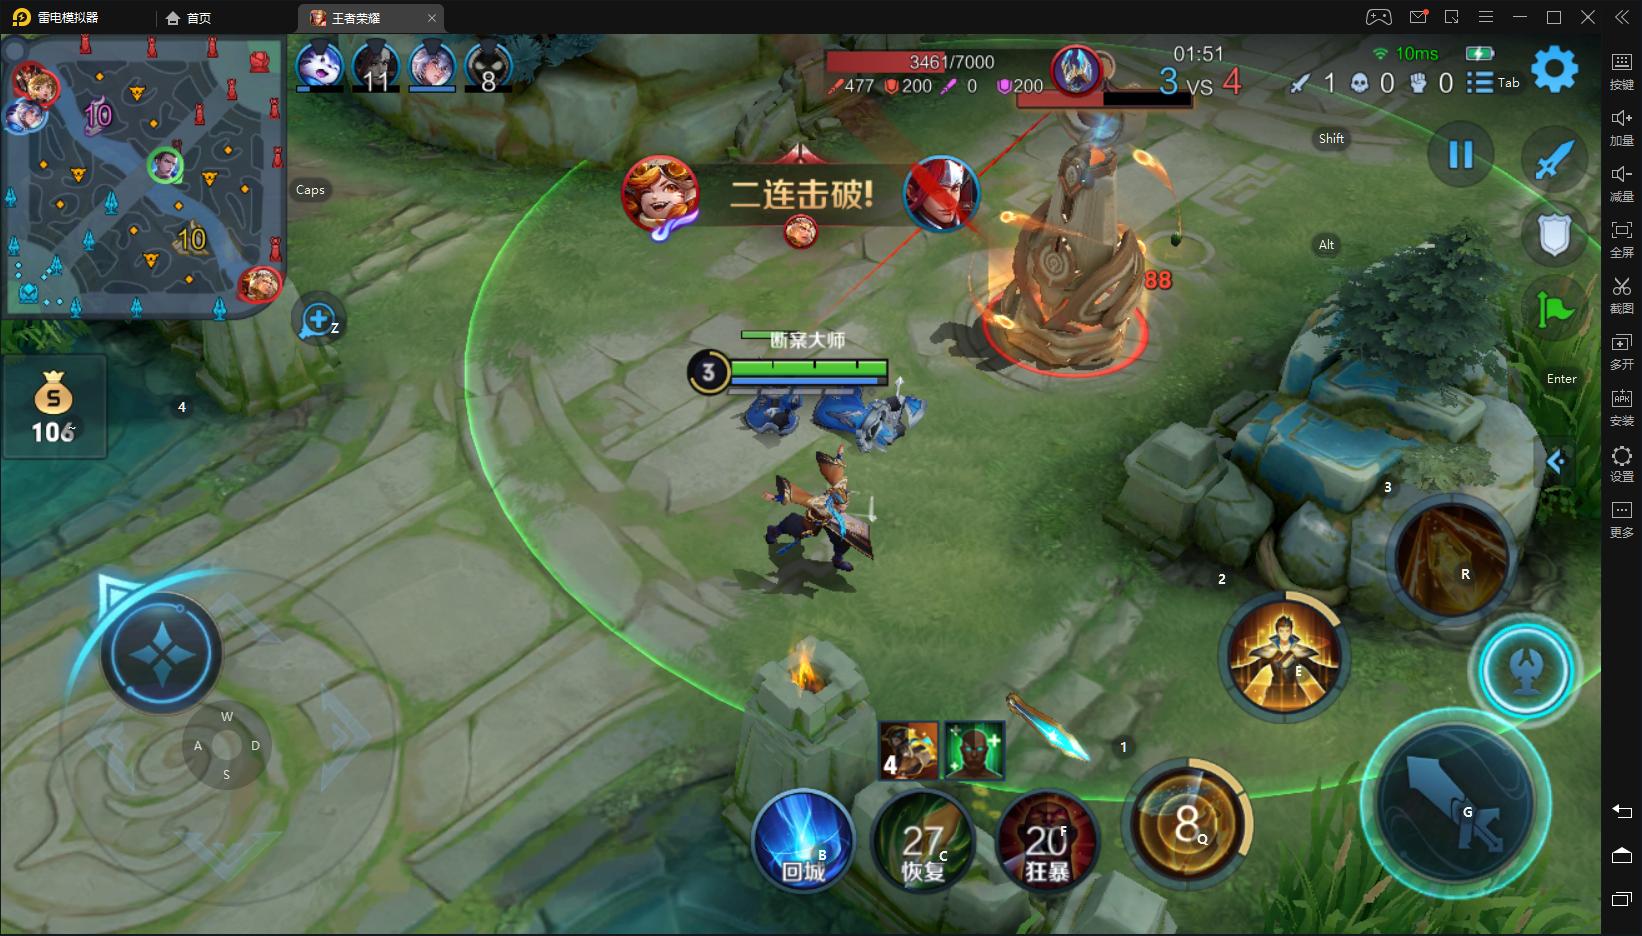 雷电模拟器
首页
王者荣耀
11
8
3461/7000
477
200
0
200
01:51
3 VS 4
10ms
1
0
0
Tab
10
10
Caps
Shift
Alt
Enter
二连击破!
88
断案大师
3
Z
S
106
4
W
A
D
S
4
回城
B
27
恢复
C
20
狂暴
F
8
Q
E
R
G
1
2
3
按键
加量
减量
全屏
截图
多开
APK
安装
设置
更多